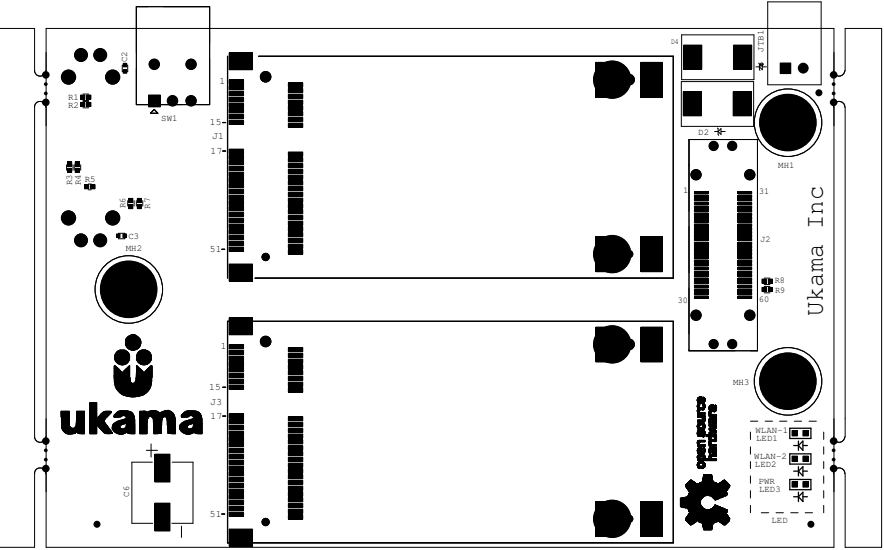 C2
D4
JTB1
R1
R2
SW1
1
15
J1
17
D2
MH1
R3
R4
R5
R6
R7
1
31
Ukama Inc
C3
MH2
51
J2
R8
R9
30
60
1
15
J3
17
MH3
ukama
open source
hardware
WLAN-1
LED1
WLAN-2
LED2
PWR
LED3
C6
51
LED